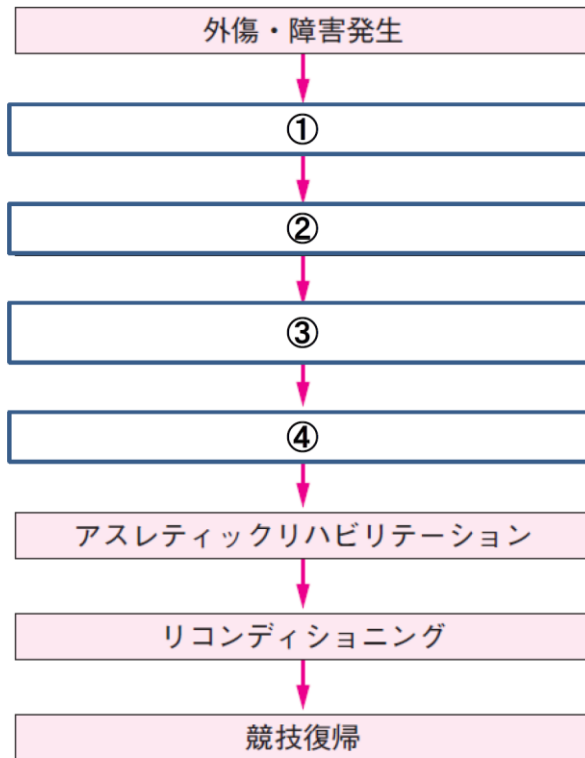 外傷・障害発生
①
②
③
④
アスレティックリハビリテーション
リコンディショニング
競技復帰